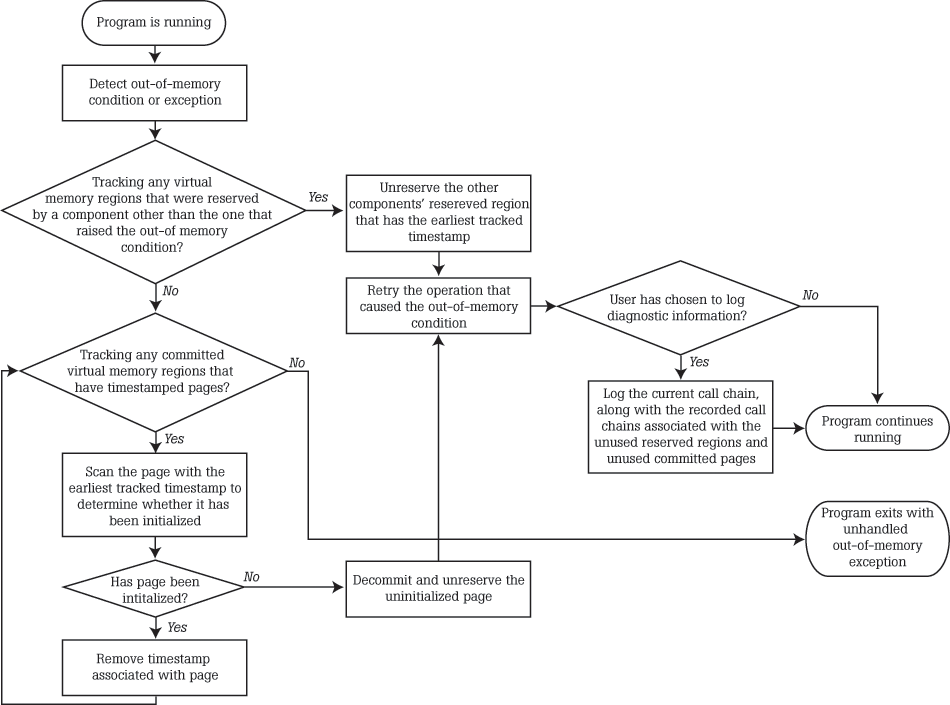 Program is running
Detect out-of-memory
condition or exception
Tracking any virtual
memory regions that were reserved
by a component other than the one that
raised the out-of memory
condition?
Yes
Unreserve the other
components' resereved region
that has the earliest tracked
timestamp
No
Retry the operation that
caused the out-of-memory
condition
User has chosen to log
diagnostic information?
No
Yes
Tracking any committed
virtual memory regions that
have timestamped pages?
No
Yes
Log the current call chain,
along with the recorded call
chains associated with the
unused reserved regions and
unused committed pages
Program continues
running
Scan the page with the
earliest tracked timestamp to
determine whether it has
been initialized
Program exits with
unhandled
out-of-memory
exception
Has page been
intitalized?
No
Decommit and unreserve the
uninitialized page
Yes
Remove timestamp
associated with page